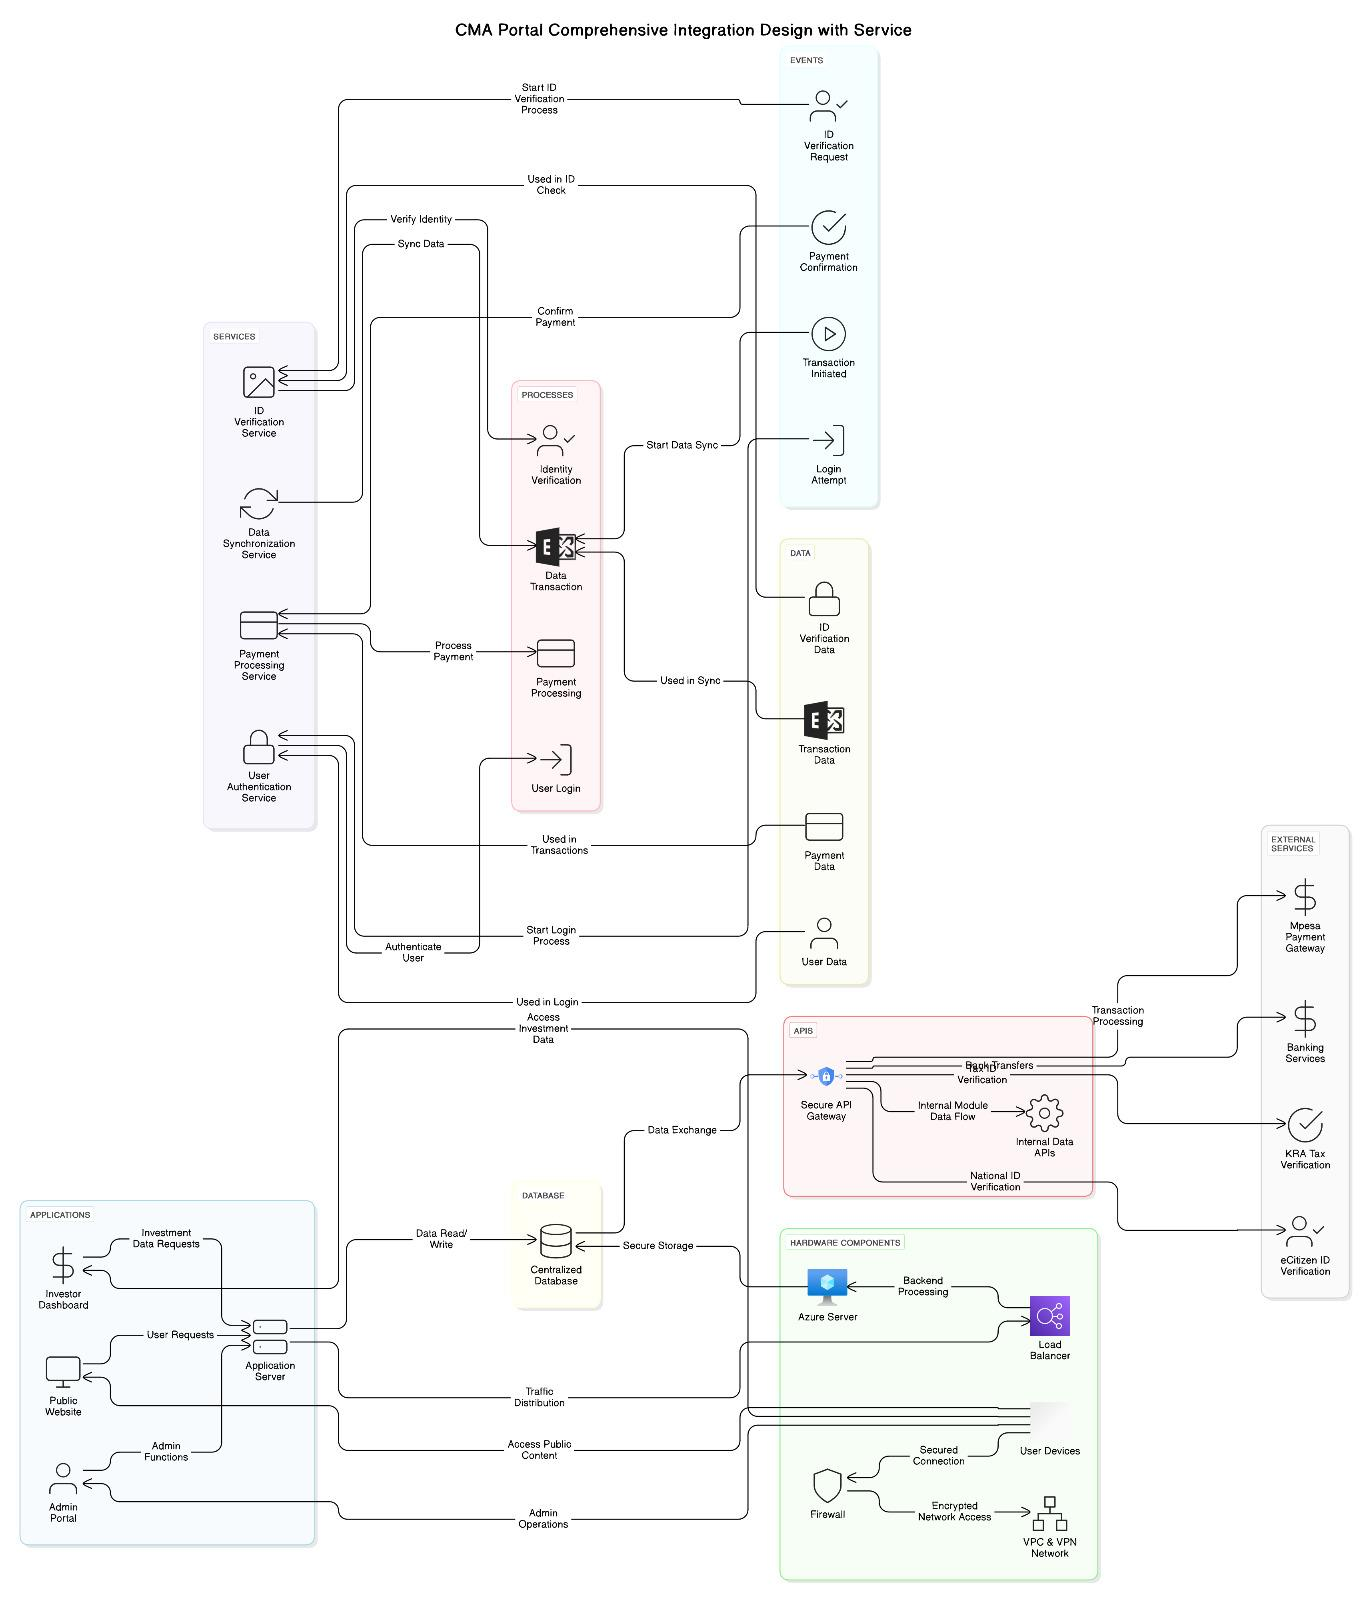 CMA Portal Comprehensive Integration Design with Service
EVENTS
Start ID
Verification
Process
ID
Verification
Request
Used in ID
Check
Verify Identity
Sync Data
Payment
Confirmation
Confirm
Payment
SERVICES
Transaction
Initiated
ID
Verification
Service
PROCESSES
Start Data Sync
Identity
Verification
Login
Attempt
Data
Synchronization
Service
DATA
Data
Transaction
ID
Verification
Data
Process
Payment
Payment
Processing
Service
Payment
Processing
Used in Sync
Transaction
Data
User
Authentication
Service
User Login
Used in
Transactions
Payment
Data
EXTERNAL
SERVICES
Start Login
Process
Authenticate
User
User Data
Mpesa
Payment
Gateway
Used in Login
Access
Investment
Data
APIS
Transaction
Processing
Banking
Services
Bank Transfers
Tax ID
Verification
Secure API
Gateway
Internal Module
Data Flow
Internal Data
APIs
Data Exchange
KRA Tax
Verification
National ID
Verification
DATABASE
APPLICATIONS
Investment
Data Requests
Data Read/
Write
Secure Storage
HARDWARE COMPONENTS
eCitizen ID
Verification
Centralized
Database
Investor
Dashboard
Backend
Processing
Azure Server
User Requests
Load
Balancer
Application
Server
Public
Website
Traffic
Distribution
Admin
Functions
Access Public
Content
Secured
Connection
User Devices
Admin
Portal
Admin
Operations
Firewall
Encrypted
Network Access
VPC & VPN
Network